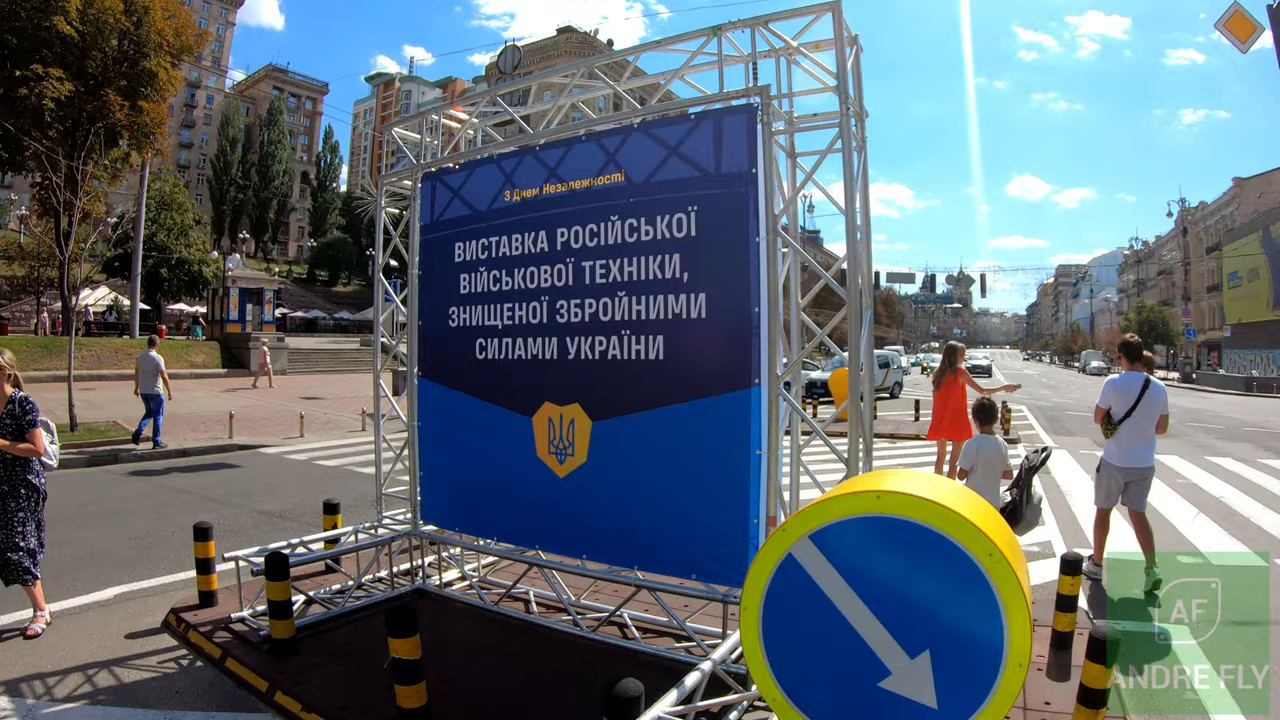 З Днем Незалежності
ВИСТАВКА РОСІЙСЬКОЇ
ВІЙСЬКОВОЇ ТЕХНІКИ,
ЗНИЩЕНОЇ ЗБРОЙНИМИ
СИЛАМИ УКРАЇНИ
AF
ANDRE FLY